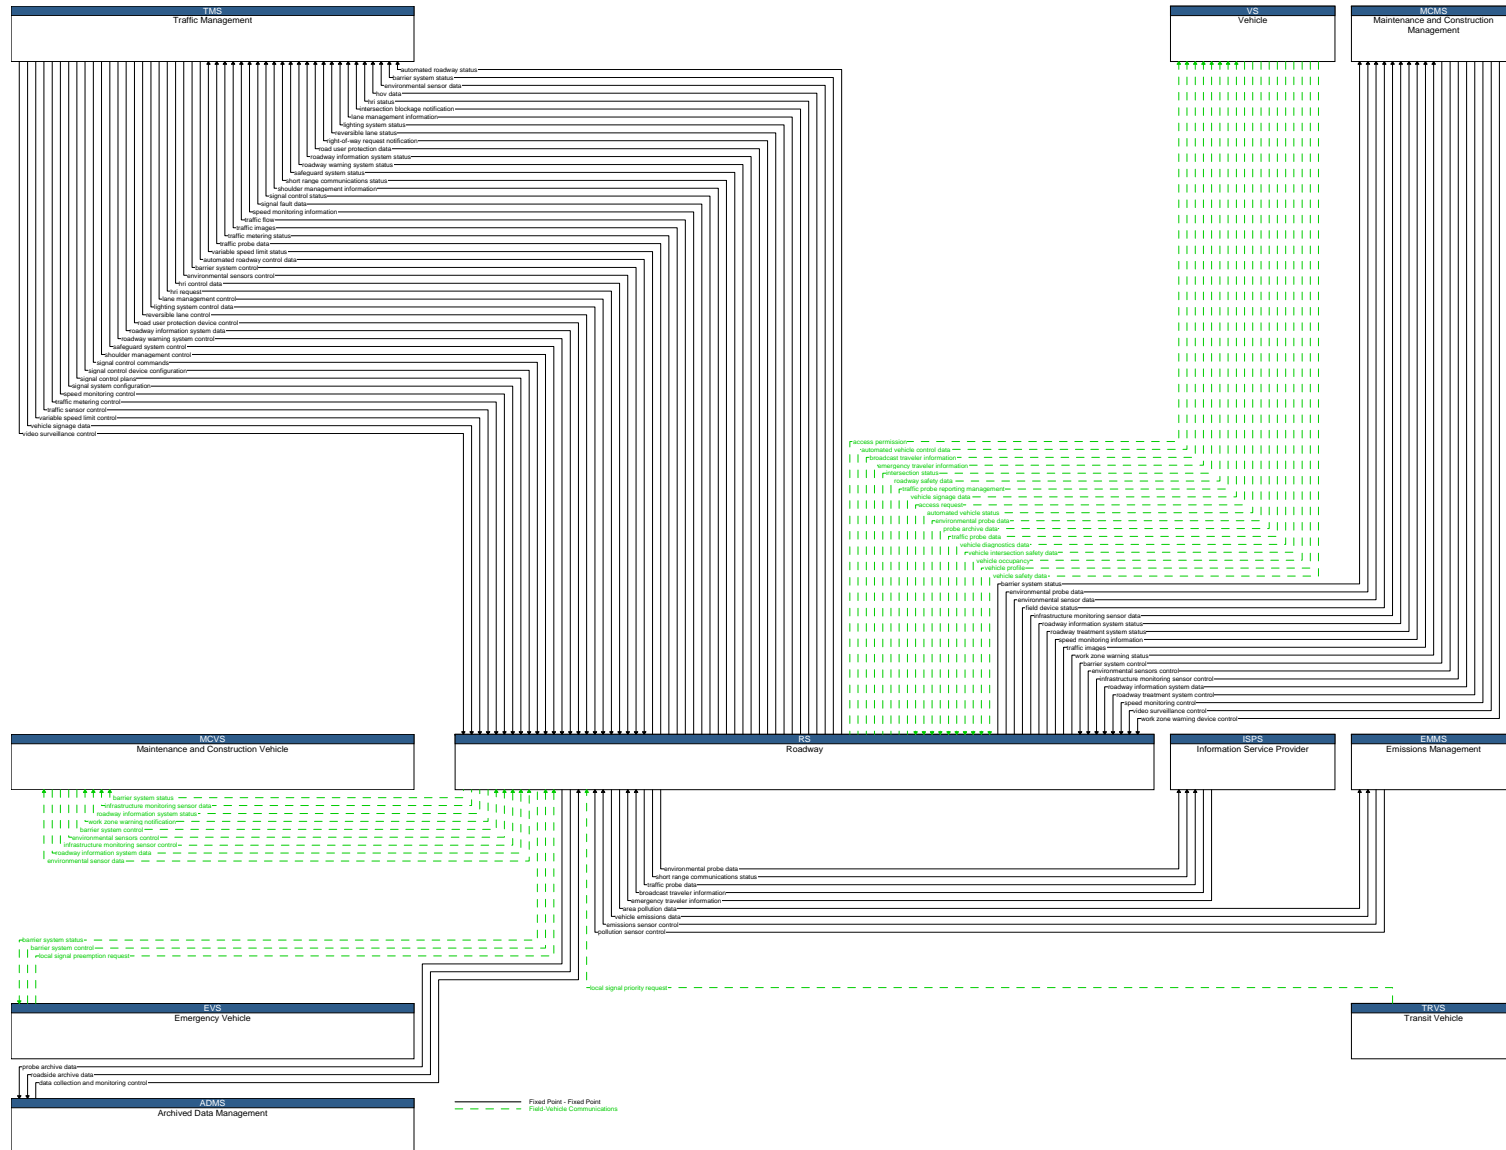 TMS
Traffic Management
VS
Vehicle
MCMS
Maintenance and Construction
Management
automated roadway status
barrier system status
environmental sensor data
hov data
hri status
intersection blockage notification
lane management information
lighting system status
reversible lane status
right-of-way request notification
road user protection data
roadway information system status
roadway warning system status
safeguard system status
short range communications status
shoulder management information
signal control status
signal fault data
speed monitoring information
traffic flow
traffic images
traffic metering status
traffic probe data
variable speed limit status
automated roadway control data
barrier system control
environmental sensors control
hri control data
hri request
lane management control
lighting system control data
reversible lane control
road user protection device control
roadway information system data
roadway warning system control
safeguard system control
shoulder management control
signal control commands
signal control device configuration
signal control plans
signal system configuration
speed monitoring control
traffic metering control
traffic sensor control
variable speed limit control
vehicle signage data
video surveillance control
access permission
automated vehicle control data
broadcast traveler information
emergency traveler information
intersection status
roadway safety data
traffic probe reporting management
vehicle signage data
access request
automated vehicle status
environmental probe data
probe archive data
traffic probe data
vehicle diagnostics data
vehicle intersection safety data
vehicle occupancy
vehicle profile
vehicle safety data
barrier system status
environmental probe data
environmental sensor data
field device status
infrastructure monitoring sensor data
roadway information system status
roadway treatment system status
speed monitoring information
traffic images
work zone warning status
barrier system control
environmental sensors control
infrastructure monitoring sensor control
roadway information system data
roadway treatment system control
speed monitoring control
video surveillance control
work zone warning device control
MCVS
Maintenance and Construction Vehicle
RS
Roadway
ISPS
Information Service Provider
EMMS
Emissions Management
barrier system status
infrastructure monitoring sensor data
roadway information system status
work zone warning notification
barrier system control
environmental sensors control
infrastructure monitoring sensor control
roadway information system data
environmental sensor data
environmental probe data
short range communications status
traffic probe data
broadcast traveler information
emergency traveler information
area pollution data
vehicle emissions data
emissions sensor control
pollution sensor control
barrier system status
barrier system control
local signal preemption request
local signal priority request
EVS
Emergency Vehicle
TRVS
Transit Vehicle
probe archive data
roadside archive data
data collection and monitoring control
ADMS
Archived Data Management
Fixed Point - Fixed Point
Field-Vehicle Communications